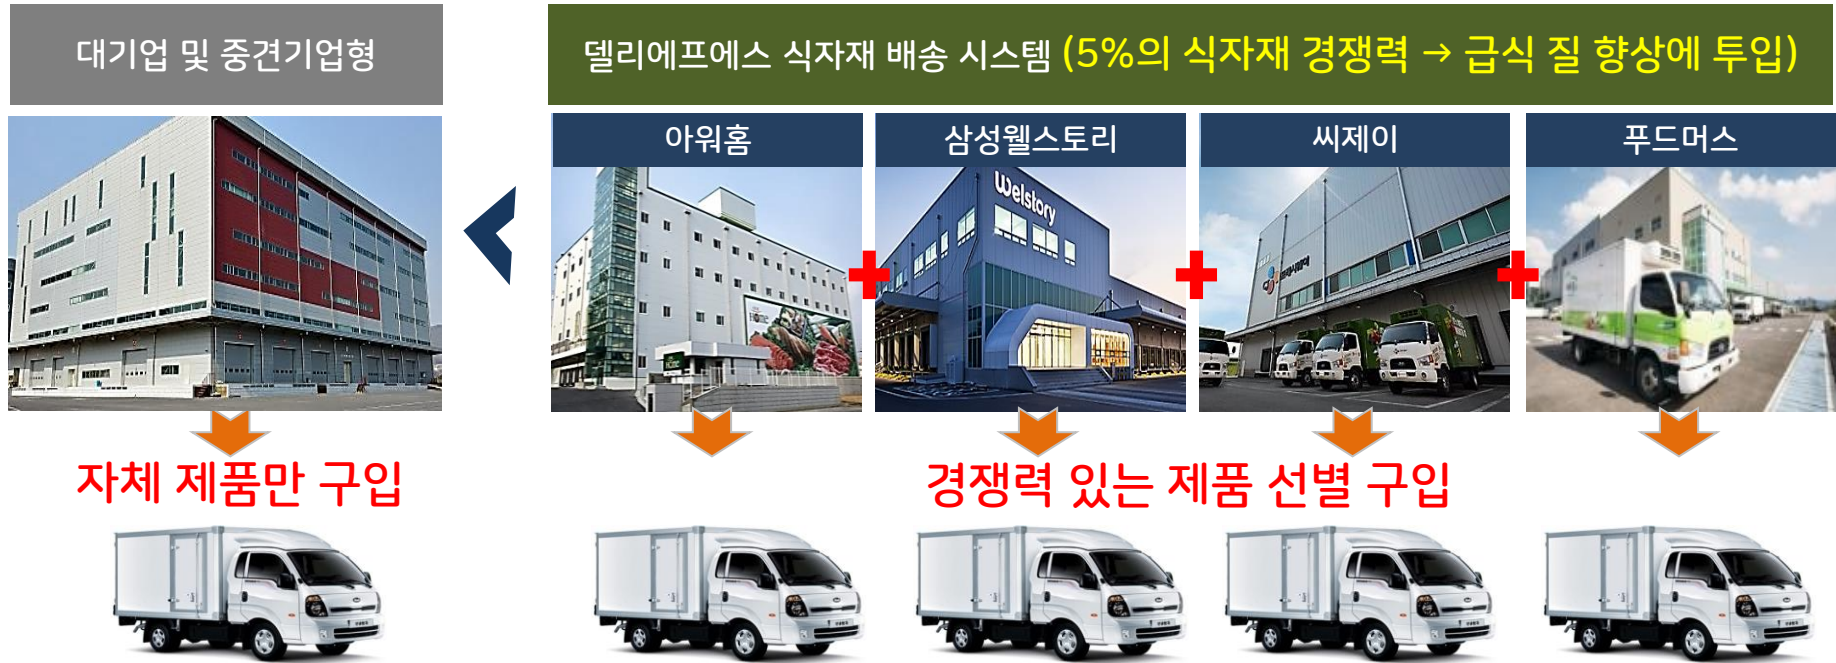 대기업 및 중견기업형
델리에프에스 식자재 배송 시스템 (5%의 식자재 경쟁력 → 급식 질 향상에 투입)
아워홈
삼성웰스토리
씨제이
푸드머스
Welstory
자체 제품만 구입
경쟁력 있는 제품 선별 구입